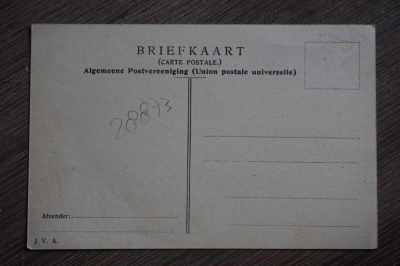 BRIEFKAART
(CARTE POSTALE.)
Algemeene Postvereeniging (Union postale universelle)
28873
Afzender:
J. V. A.